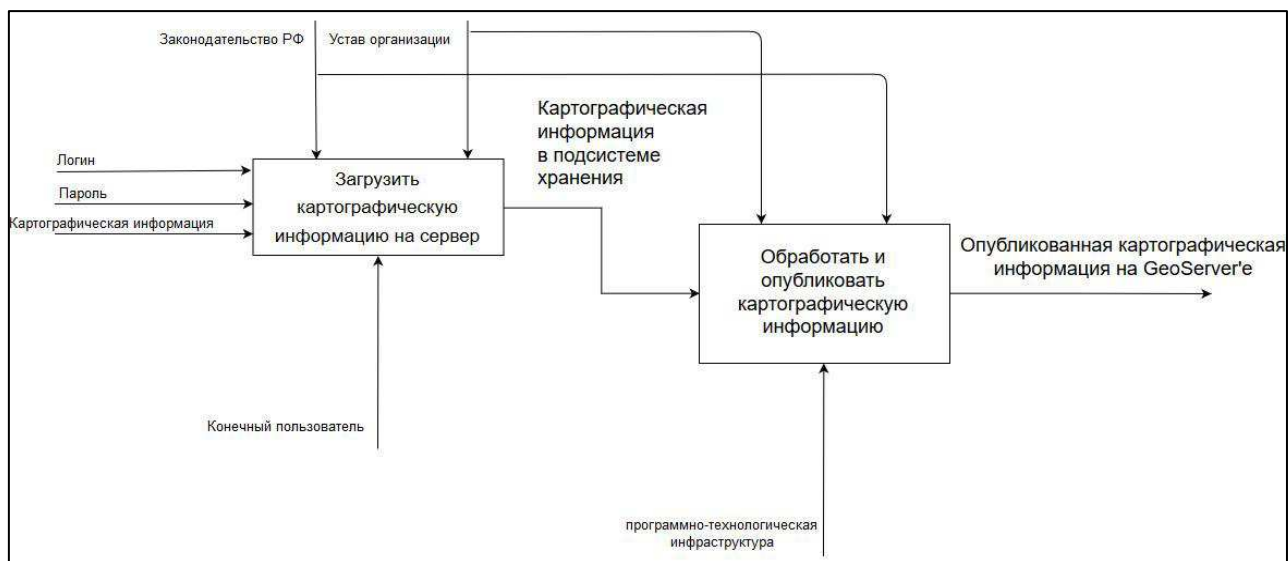 Законодательство РФ
Устав организации
Картографическая
информация
в подсистеме
хранения
Логин
Пароль
Картографическая информация
Загрузить
картографическую
информацию на сервер
Обработать и
опубликовать
картографическую
информацию
Опубликованная картографическая
информация на GeoServer'е
Конечный пользователь
программно-технологическая
инфраструктура